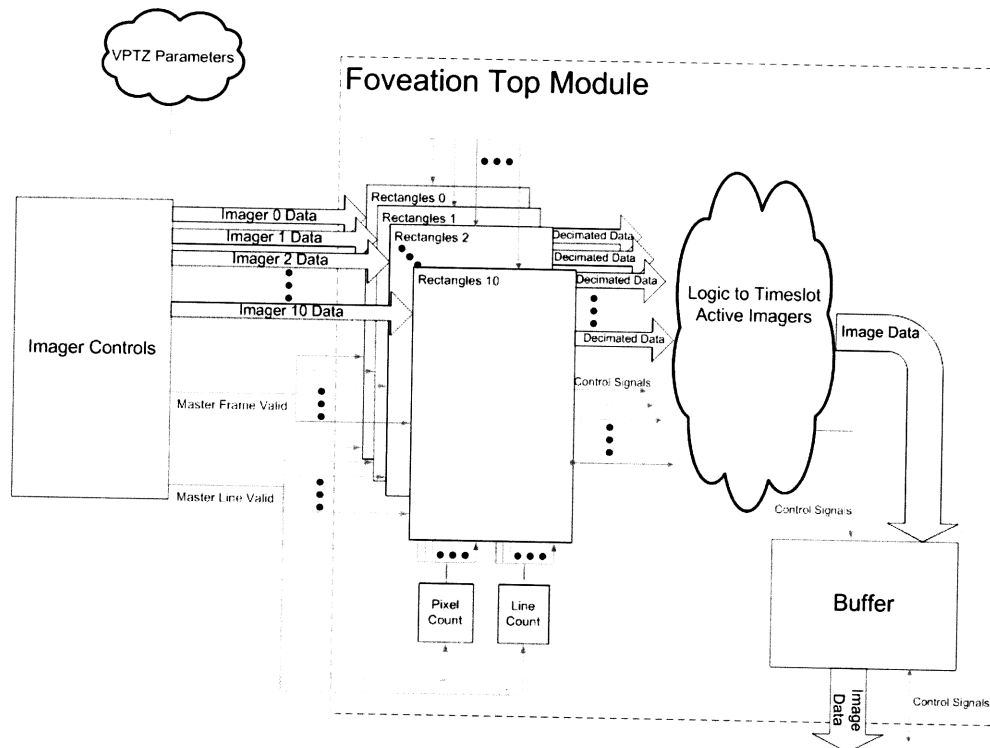 VPTZ Parameters
Foveation Top Module
Rectangles 0
Imager 0 Data
Rectangles 1
Imager 1 Data
Rectangles 2
Decimated Data
Imager 2 Data
Decimated Data
Rectangles 10
Decimated Data
Imager 10 Data
Decimated Data
Logic to Timeslot
Active Imagers
Image Data
Imager Controls
Control Signals
Master Frame Valid
Master Line Valid
Control Signals
Pixel
Count
Line
Count
Buffer
Image
Data
Control Signals